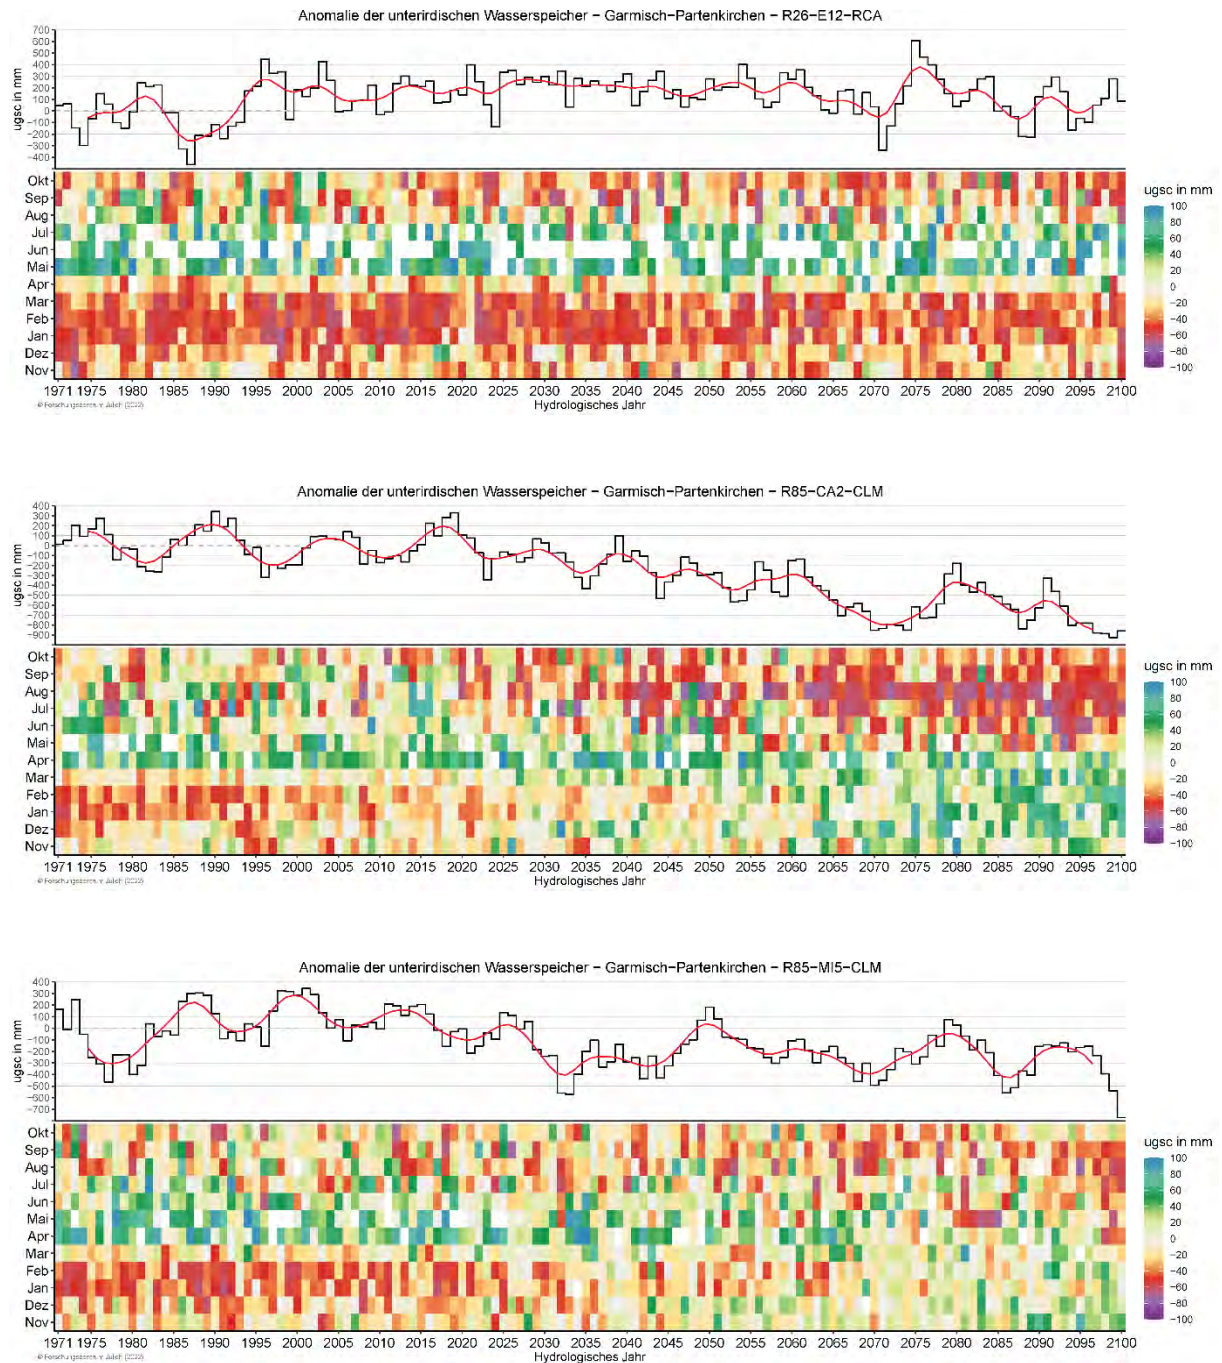 Anomalie der unterirdischen Wasserspeicher − Garmisch−Partenkirchen − R26−E12−RCA
ugsc in mm
700
600
500
400
300
200
100
0
−100
−200
−300
−400
Okt
Sep
Aug
Jul
Jun
Mai
Apr
Mar
Feb
Jan
Dez
Nov
1971 1975 1980 1985 1990 1995 2000 2005 2010 2015 2020 2025 2030 2035 2040 2045 2050 2055 2060 2065 2070 2075 2080 2085 2090 2095 2100
Hydrologisches Jahr
ugsc in mm
100
80
60
40
20
0
−20
−40
−60
−80
−100
Anomalie der unterirdischen Wasserspeicher − Garmisch−Partenkirchen − R85−CA2−CLM
ugsc in mm
400
300
200
100
0
−100
−200
−300
−400
−500
−600
−700
−800
−900
Okt
Sep
Aug
Jul
Jun
Mai
Apr
Mar
Feb
Jan
Dez
Nov
1971 1975 1980 1985 1990 1995 2000 2005 2010 2015 2020 2025 2030 2035 2040 2045 2050 2055 2060 2065 2070 2075 2080 2085 2090 2095 2100
Hydrologisches Jahr
ugsc in mm
100
80
60
40
20
0
−20
−40
−60
−80
−100
Anomalie der unterirdischen Wasserspeicher − Garmisch−Partenkirchen − R85−MI5−CLM
ugsc in mm
400
300
200
100
0
−100
−200
−300
−400
−500
−600
−700
Okt
Sep
Aug
Jul
Jun
Mai
Apr
Mar
Feb
Jan
Dez
Nov
1971 1975 1980 1985 1990 1995 2000 2005 2010 2015 2020 2025 2030 2035 2040 2045 2050 2055 2060 2065 2070 2075 2080 2085 2090 2095 2100
Hydrologisches Jahr
ugsc in mm
100
80
60
40
20
0
−20
−40
−60
−80
−100